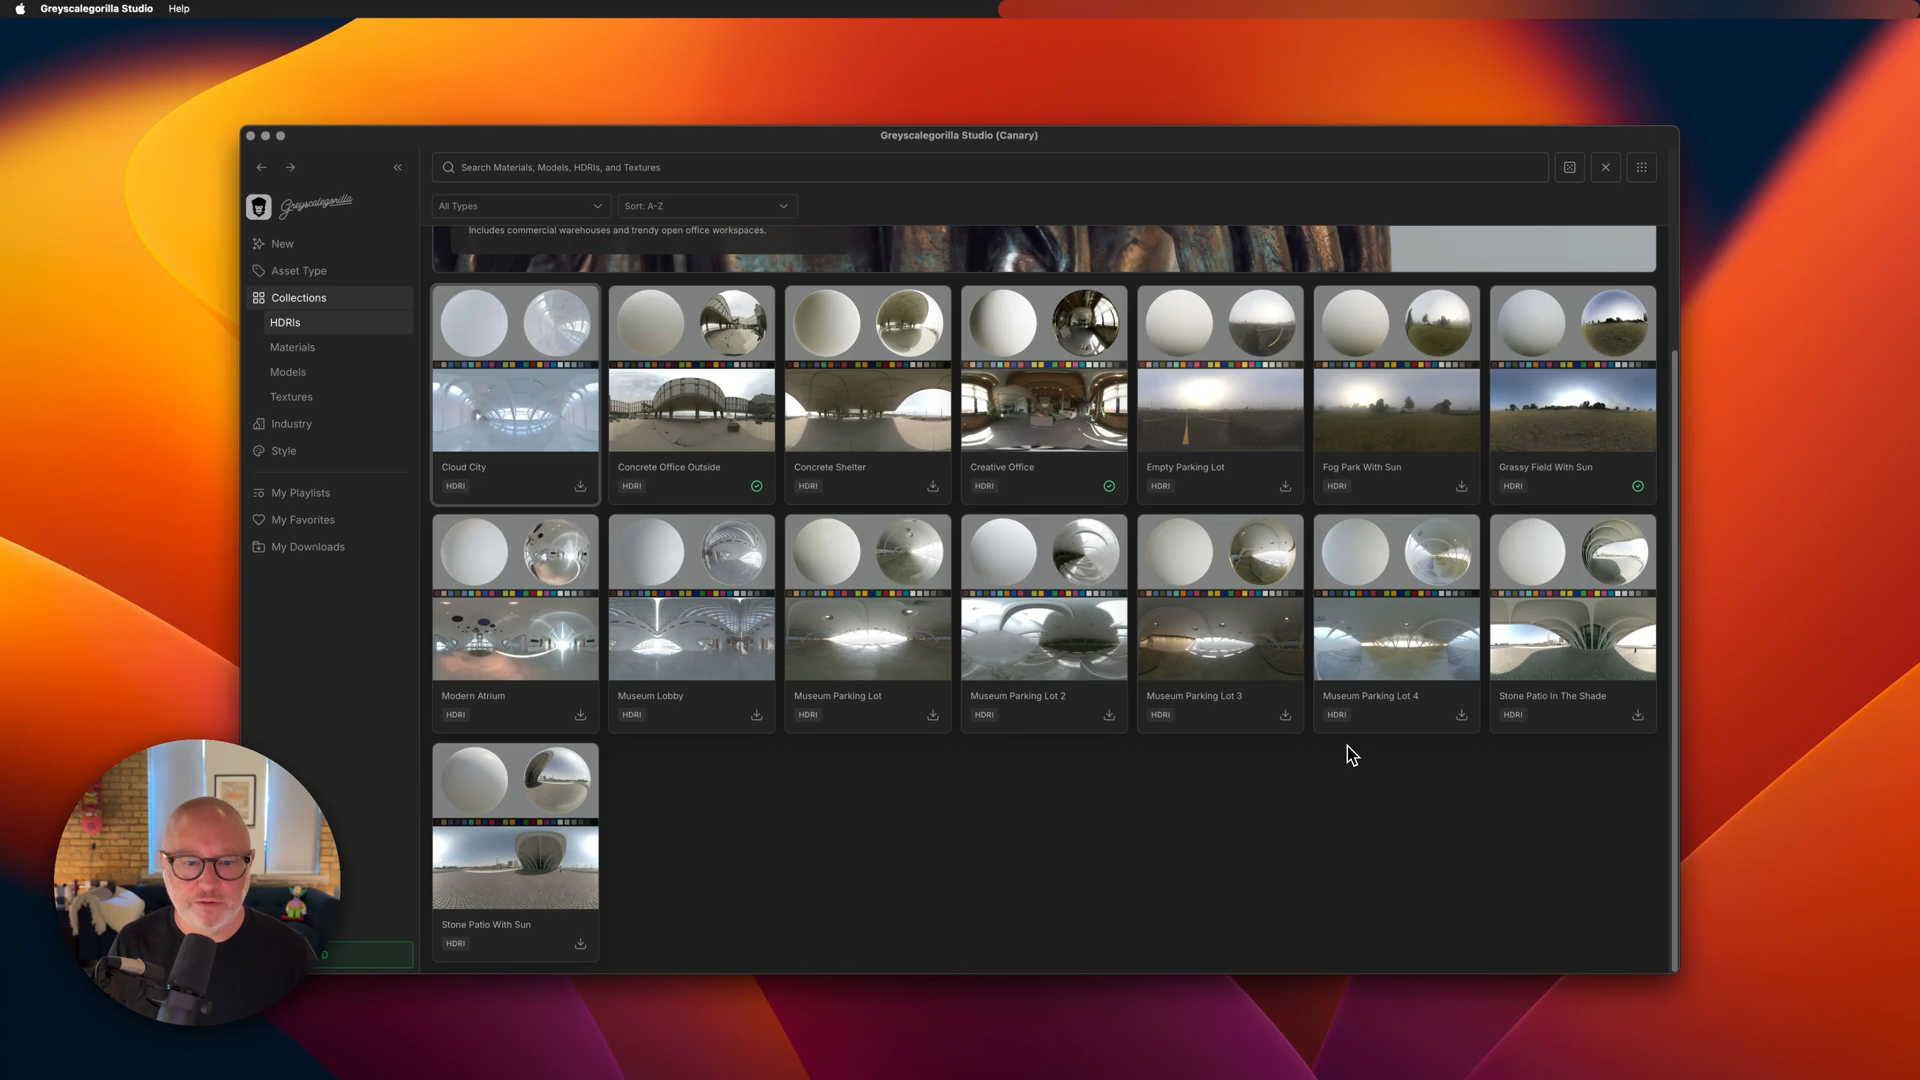 Greyscalegorilla Studio Help
Greyscalegorilla Studio (Canary)
Search Materials, Models, HDRIs, and Textures
Greyscalegorilla
All Types
Sort: A-Z
New
Asset Type
Collections
HDRIs
Materials
Models
Textures
Industry
Style
My Playlists
My Favorites
My Downloads
Includes commercial warehouses and trendy open office workspaces.
Cloud City
HDRI
Concrete Office Outside
HDRI
Concrete Shelter
HDRI
Creative Office
HDRI
Empty Parking Lot
HDRI
Fog Park With Sun
HDRI
Grassy Field With Sun
HDRI
Modern Atrium
HDRI
Museum Lobby
HDRI
Museum Parking Lot
HDRI
Museum Parking Lot 2
HDRI
Museum Parking Lot 3
HDRI
Museum Parking Lot 4
HDRI
Stone Patio In The Shade
HDRI
Stone Patio With Sun
HDRI